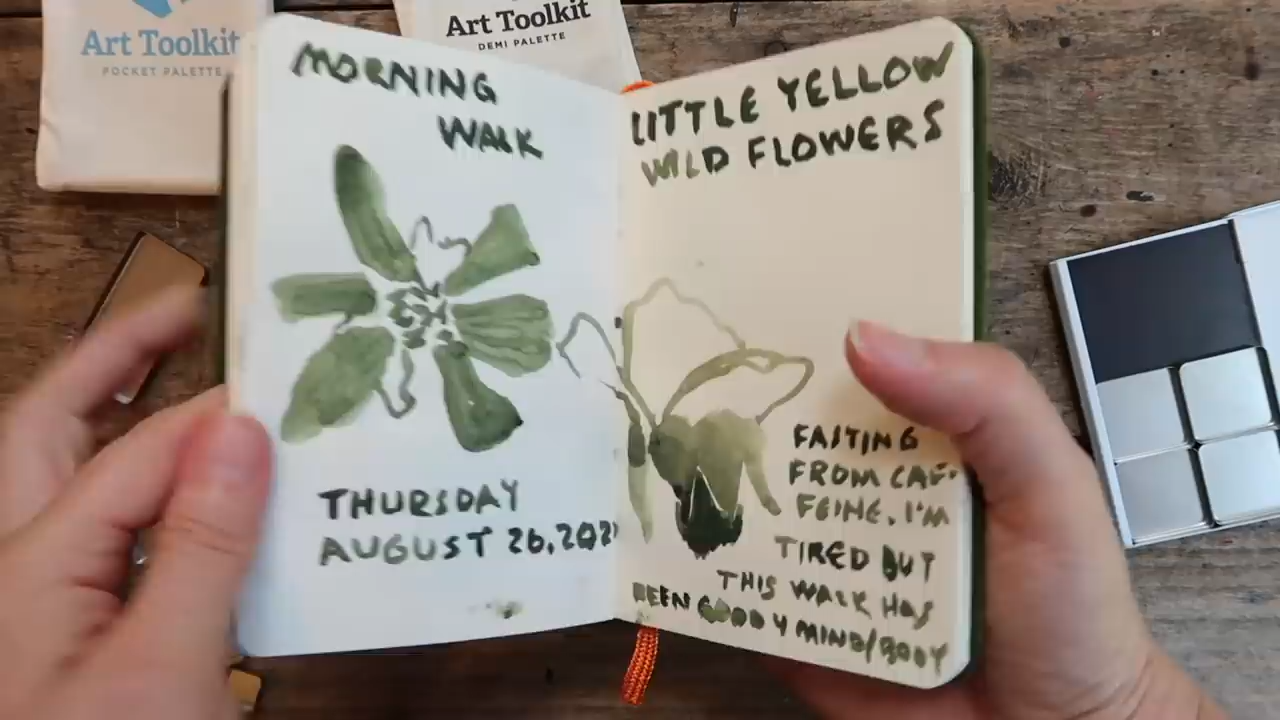 Art Toolkit
POCKET PALETTE
Art Toolkit
DEMI PALETTE
MORNING
WALK
THURSDAY
AUGUST 26, 202
LITTLE YELLOW
WILD FLOWERS
FASTING
FROM CAF-
FEINE. I'M
TIRED BUT
THIS WALK HAS
BEEN GOOD 4 MIND/BODY